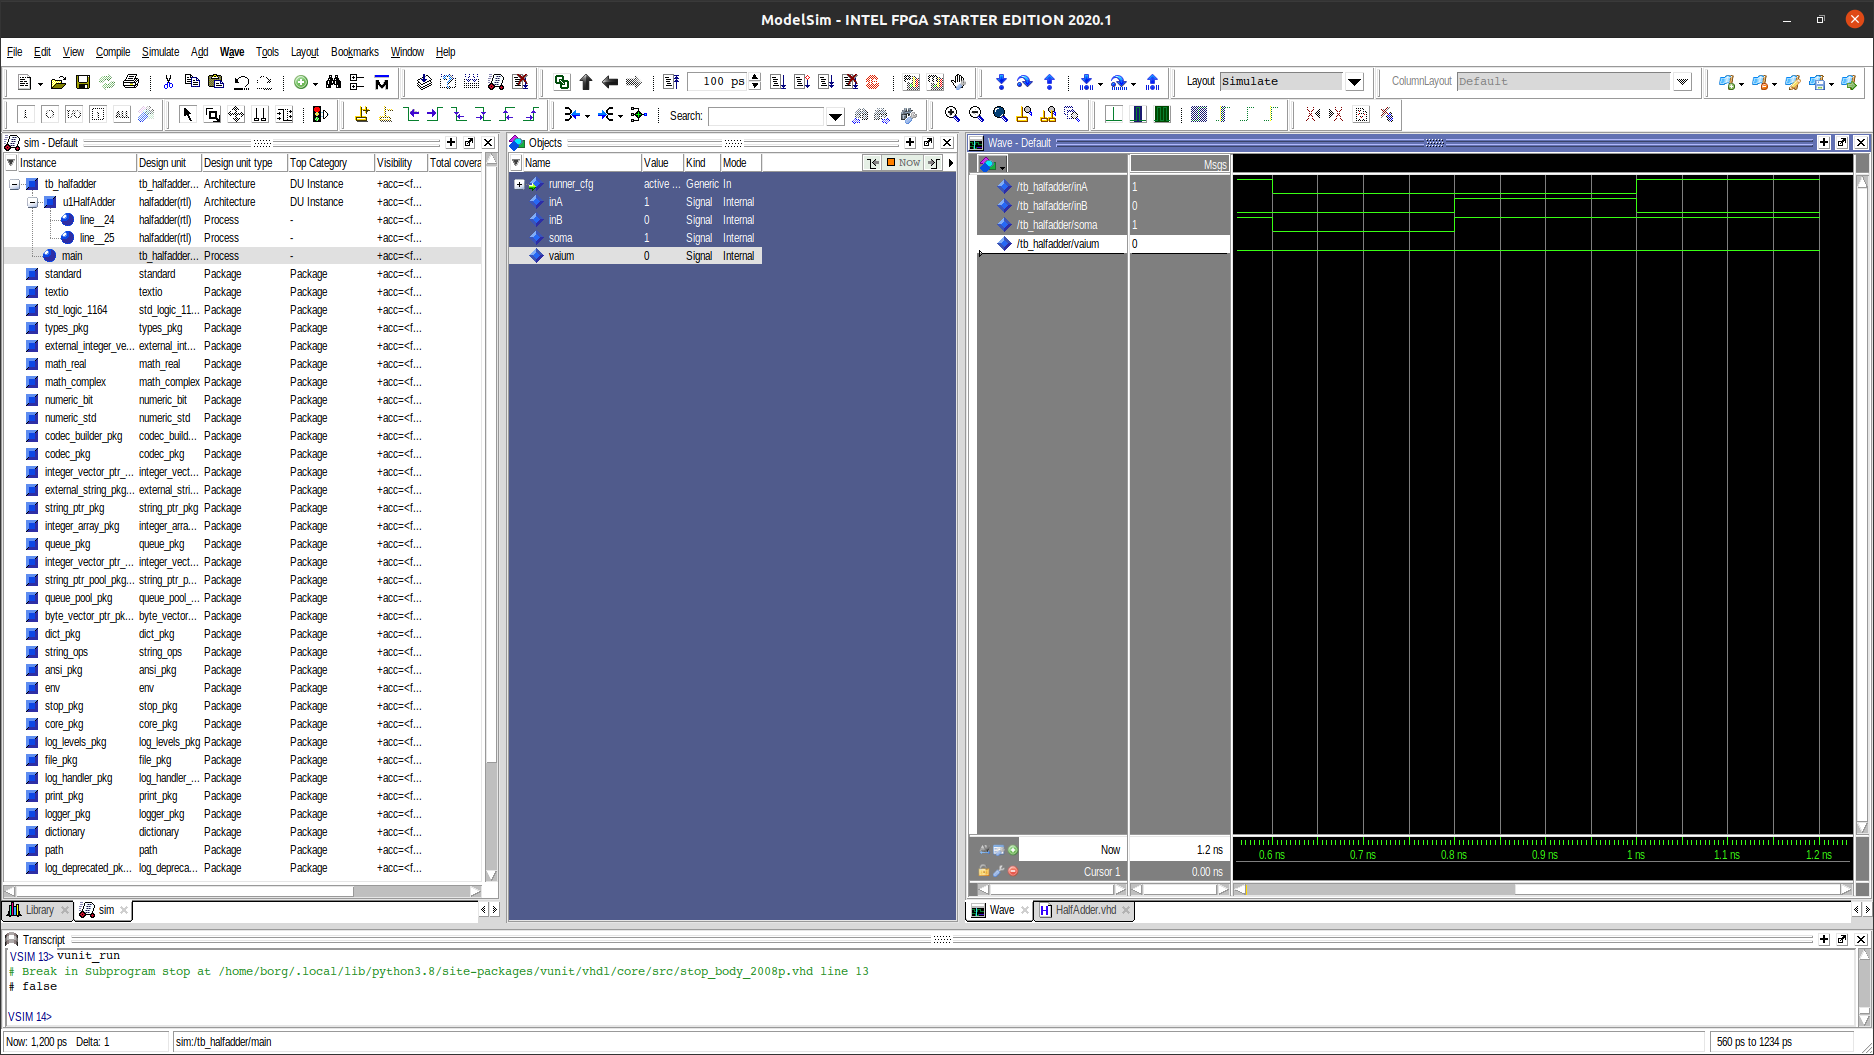 ModelSim - INTEL FPGA STARTER EDITION 2020.1
File Edit View Compile Simulate Add Wave Tools Layout Bookmarks Window Help
100 ps Layout Simulate ColumnLayout Default
Search:
sim - Default
Instance Design unit Design unit type Top Category Visibility Total covera
tb_halfadder tb_halfadder... Architecture DU Instance +acc=<f...
u1HalfAdder halfadder(rtl) Architecture DU Instance +acc=<f...
line__24 halfadder(rtl) Process - +acc=<f...
line__25 halfadder(rtl) Process - +acc=<f...
main tb_halfadder... Process - +acc=<f...
standard standard Package Package +acc=<f...
textio textio Package Package +acc=<f...
std_logic_1164 std_logic_11... Package Package +acc=<f...
types_pkg types_pkg Package Package +acc=<f...
external_integer_ve... external_int... Package Package +acc=<f...
math_real math_real Package Package +acc=<f...
math_complex math_complex Package Package +acc=<f...
numeric_bit numeric_bit Package Package +acc=<f...
numeric_std numeric_std Package Package +acc=<f...
codec_builder_pkg codec_build... Package Package +acc=<f...
codec_pkg codec_pkg Package Package +acc=<f...
integer_vector_ptr_... integer_vect... Package Package +acc=<f...
external_string_pkg... external_stri... Package Package +acc=<f...
string_ptr_pkg string_ptr_pkg Package Package +acc=<f...
integer_array_pkg integer_arra... Package Package +acc=<f...
queue_pkg queue_pkg Package Package +acc=<f...
integer_vector_ptr_... integer_vect... Package Package +acc=<f...
string_ptr_pool_pkg... string_ptr_p... Package Package +acc=<f...
queue_pool_pkg queue_pool_... Package Package +acc=<f...
byte_vector_ptr_pk... byte_vector... Package Package +acc=<f...
dict_pkg dict_pkg Package Package +acc=<f...
string_ops string_ops Package Package +acc=<f...
ansi_pkg ansi_pkg Package Package +acc=<f...
env env Package Package +acc=<f...
stop_pkg stop_pkg Package Package +acc=<f...
core_pkg core_pkg Package Package +acc=<f...
log_levels_pkg log_levels_pkg Package Package +acc=<f...
file_pkg file_pkg Package Package +acc=<f...
log_handler_pkg log_handler_... Package Package +acc=<f...
print_pkg print_pkg Package Package +acc=<f...
logger_pkg logger_pkg Package Package +acc=<f...
dictionary dictionary Package Package +acc=<f...
path path Package Package +acc=<f...
log_deprecated_pk... log_depreca... Package Package +acc=<f...
Library sim
Objects
Name Value Kind Mode Now
runner_cfg active ... Generic In
inA 1 Signal Internal
inB 0 Signal Internal
soma 1 Signal Internal
vaium 0 Signal Internal
Wave - Default
Msgs
/tb_halfadder/inA 1
/tb_halfadder/inB 0
/tb_halfadder/soma 1
/tb_halfadder/vaium 0
Now 1.2 ns
0.6 ns 0.7 ns 0.8 ns 0.9 ns 1 ns 1.1 ns 1.2 ns
Cursor 1 0.00 ns
Wave HalfAdder.vhd
Transcript
VSIM 13> vunit_run
# Break in Subprogram stop at /home/borg/.local/lib/python3.8/site-packages/vunit/vhdl/core/src/stop_body_2008p.vhd line 13
# false
VSIM 14>
Now: 1,200 ps Delta: 1 sim:/tb_halfadder/main 560 ps to 1234 ps